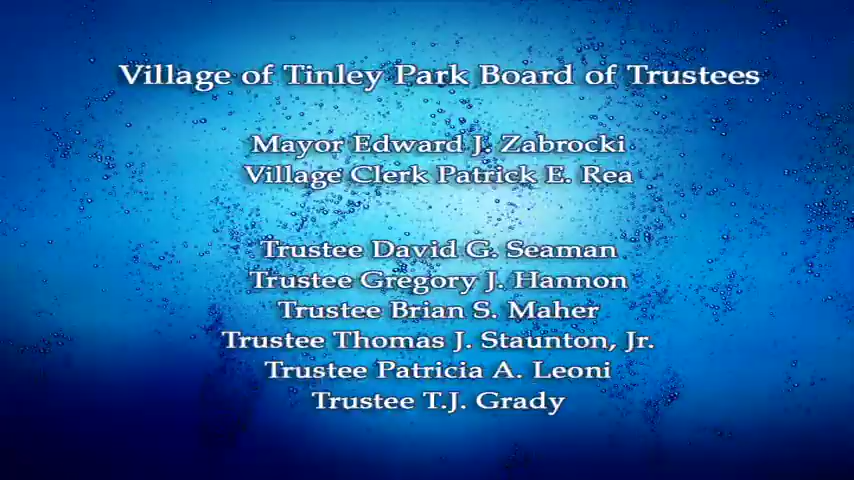 Village of Tinley Park Board of Trustees
Mayor Edward J. Zabrocki
Village Clerk Patrick E. Rea
Trustee David G. Seaman
Trustee Gregory J. Hannon
Trustee Brian S. Maher
Trustee Thomas J. Staunton, Jr.
Trustee Patricia A. Leoni
Trustee T.J. Grady